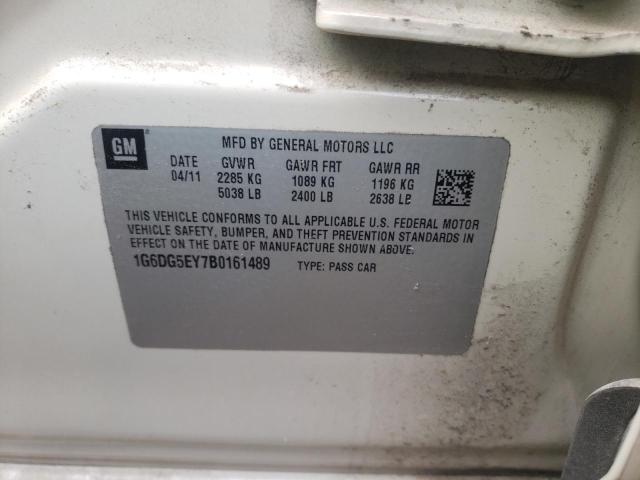 GM
MFD BY GENERAL MOTORS LLC
DATE GVWR GAWR FRT GAWR RR
04/11 2285 KG 1089 KG 1196 KG
5038 LB 2400 LB 2638 LB
THIS VEHICLE CONFORMS TO ALL APPLICABLE U.S. FEDERAL MOTOR
VEHICLE SAFETY, BUMPER, AND THEFT PREVENTION STANDARDS IN
EFFECT ON THE DATE OF MANUFACTURE SHOWN ABOVE.
1G6DG5EY7B0161489 TYPE: PASS CAR